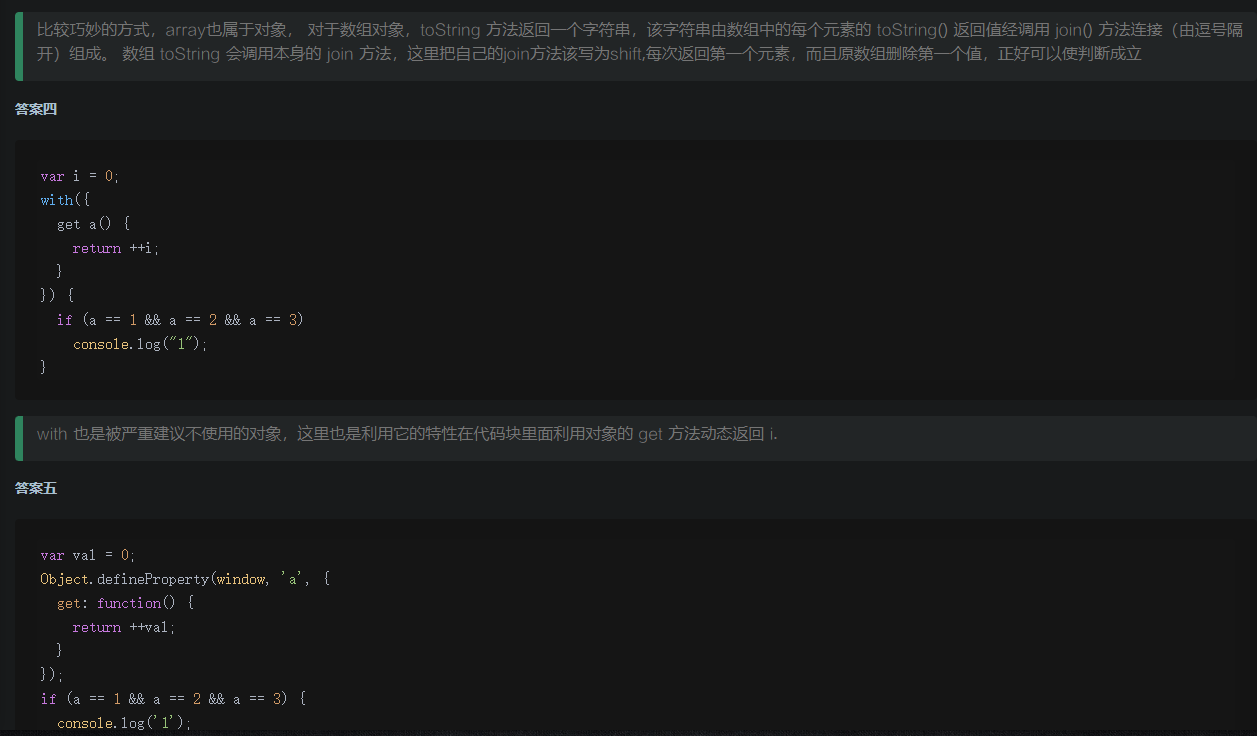 比较巧妙的方式，array也属于对象， 对于数组对象，toString 方法返回一个字符串，该字符串由数组中的每个元素的 toString() 返回值经调用 join() 方法连接（由逗号隔
开）组成。 数组 toString 会调用本身的 join 方法，这里把自己的join方法该写为shift,每次返回第一个元素，而且原数组删除第一个值，正好可以使判断成立
答案四
var i = 0;
with({
  get a() {
    return ++i;
  }
}) {
  if (a == 1 && a == 2 && a == 3)
    console.log("1");
}
with 也是被严重建议不使用的对象，这里也是利用它的特性在代码块里面利用对象的 get 方法动态返回 i.
答案五
var val = 0;
Object.defineProperty(window, 'a', {
  get: function() {
    return ++val;
  }
});
if (a == 1 && a == 2 && a == 3) {
  console.log('1');